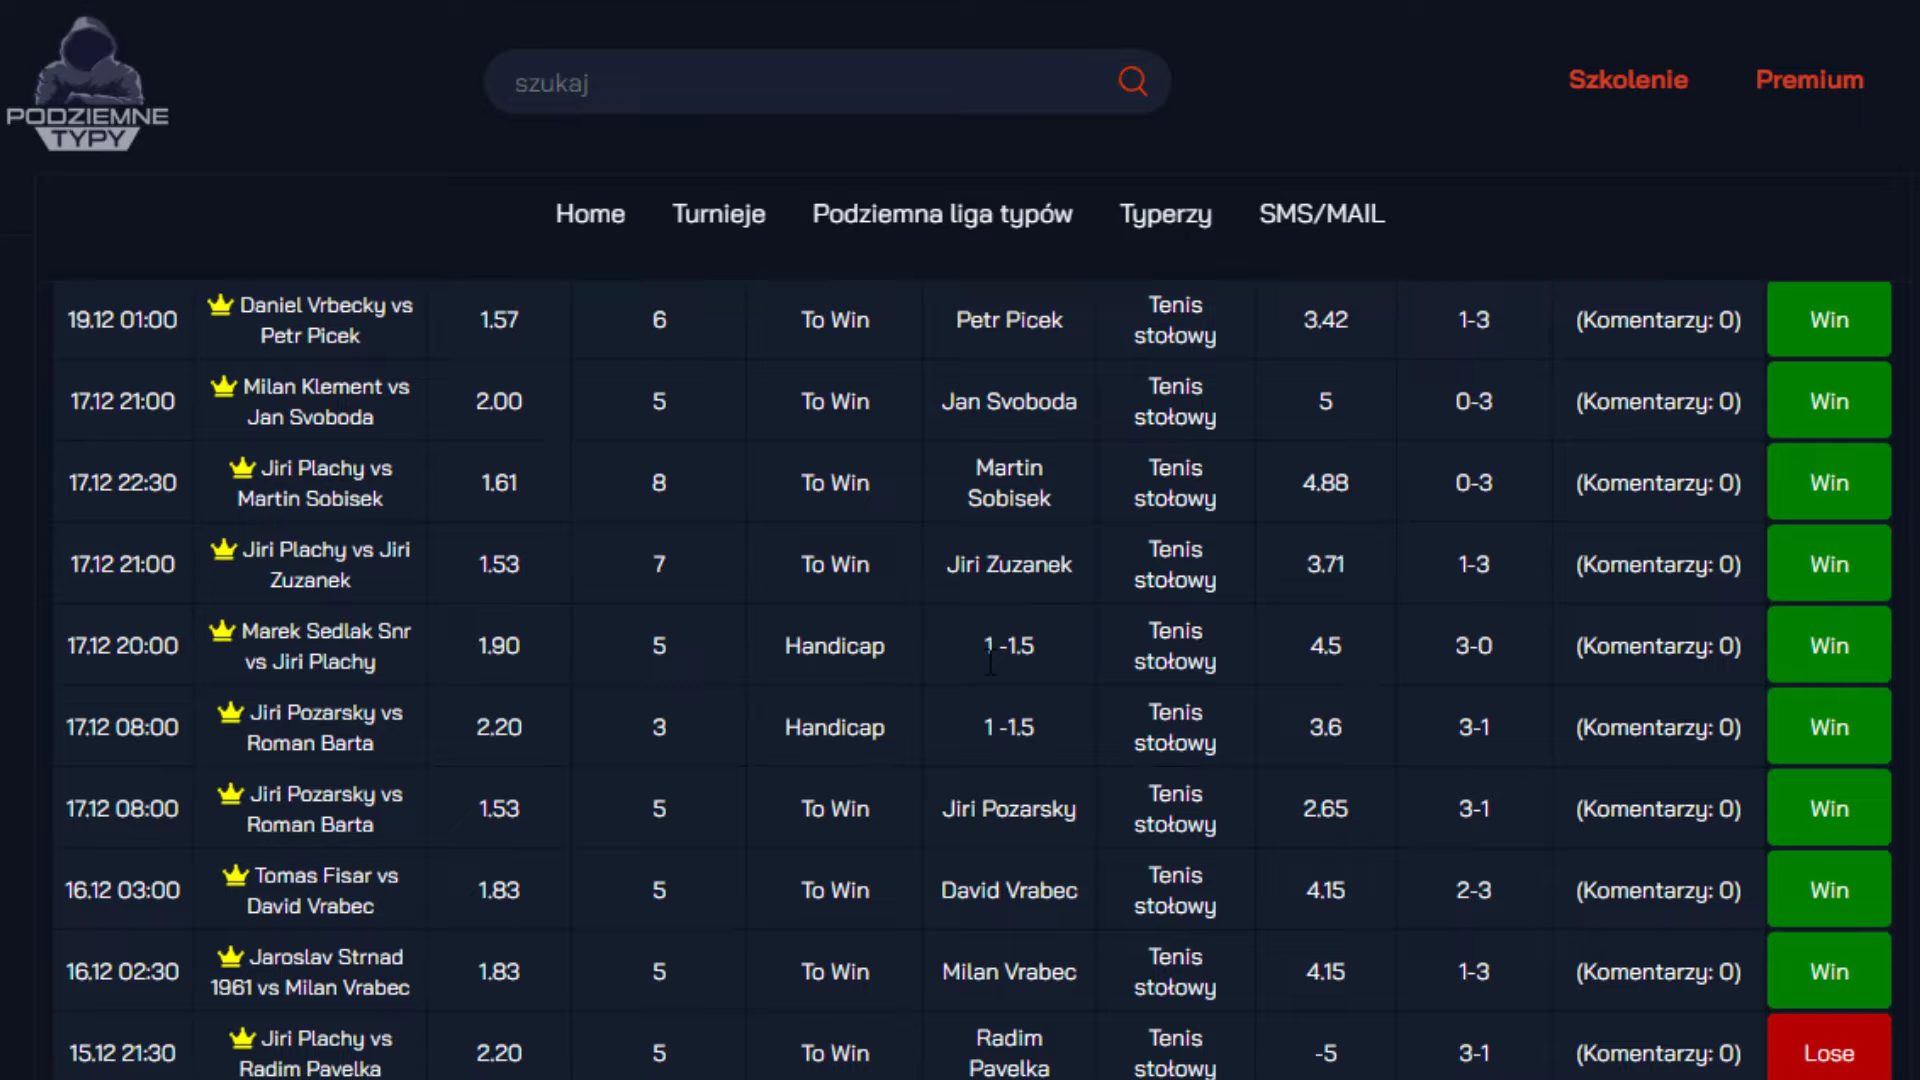 PODZIEMNE
TYPY
szukaj
Szkolenie Premium
Home Turnieje Podziemna liga typów Typerzy SMS/MAIL
19.12 01:00 Daniel Vrbecky vs Petr Picek 1.57 6 To Win Petr Picek Tenis stołowy 3.42 1-3 (Komentarzy: 0) Win
17.12 21:00 Milan Klement vs Jan Svoboda 2.00 5 To Win Jan Svoboda Tenis stołowy 5 0-3 (Komentarzy: 0) Win
17.12 22:30 Jiri Plachy vs Martin Sobisek 1.61 8 To Win Martin Sobisek Tenis stołowy 4.88 0-3 (Komentarzy: 0) Win
17.12 21:00 Jiri Plachy vs Jiri Zuzanek 1.53 7 To Win Jiri Zuzanek Tenis stołowy 3.71 1-3 (Komentarzy: 0) Win
17.12 20:00 Marek Sedlak Snr vs Jiri Plachy 1.90 5 Handicap 1 -1.5 Tenis stołowy 4.5 3-0 (Komentarzy: 0) Win
17.12 08:00 Jiri Pozarsky vs Roman Barta 2.20 3 Handicap 1 -1.5 Tenis stołowy 3.6 3-1 (Komentarzy: 0) Win
17.12 08:00 Jiri Pozarsky vs Roman Barta 1.53 5 To Win Jiri Pozarsky Tenis stołowy 2.65 3-1 (Komentarzy: 0) Win
16.12 03:00 Tomas Fisar vs David Vrabec 1.83 5 To Win David Vrabec Tenis stołowy 4.15 2-3 (Komentarzy: 0) Win
16.12 02:30 Jaroslav Strnad 1961 vs Milan Vrabec 1.83 5 To Win Milan Vrabec Tenis stołowy 4.15 1-3 (Komentarzy: 0) Win
15.12 21:30 Jiri Plachy vs Radim Pavelka 2.20 5 To Win Radim Pavelka Tenis stołowy -5 3-1 (Komentarzy: 0) Lose